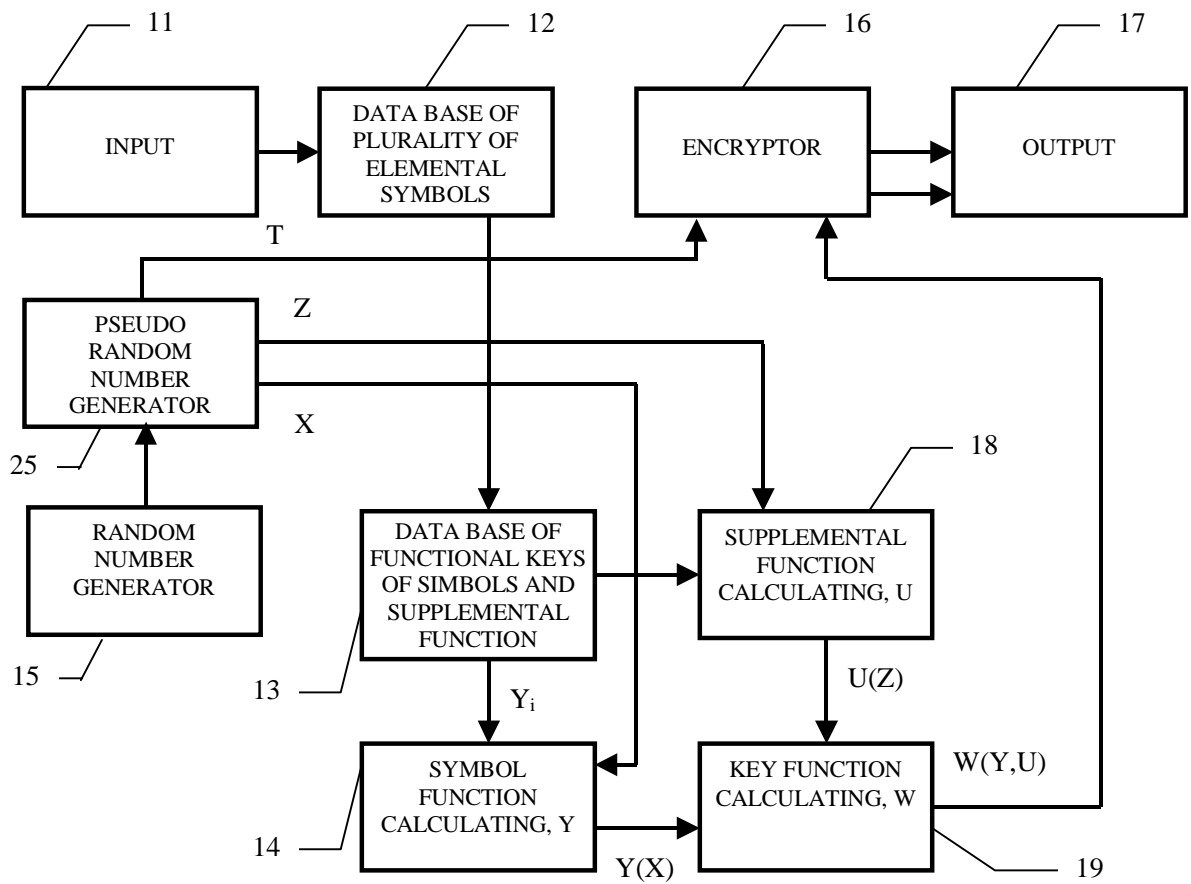 11
12
16
17
INPUT
DATA BASE OF
PLURALITY OF
ELEMENTAL
SYMBOLS
ENCRYPTOR
OUTPUT
T
Z
PSEUDO
RANDOM
NUMBER
GENERATOR
X
25
18
RANDOM
NUMBER
GENERATOR
DATA BASE OF
FUNCTIONAL KEYS
OF SIMBOLS AND
SUPPLEMENTAL
FUNCTION
SUPPLEMENTAL
FUNCTION
CALCULATING, U
15
13
Yi
U(Z)
SYMBOL
FUNCTION
CALCULATING, Y
KEY FUNCTION
CALCULATING, W
W(Y,U)
14
Y(X)
19